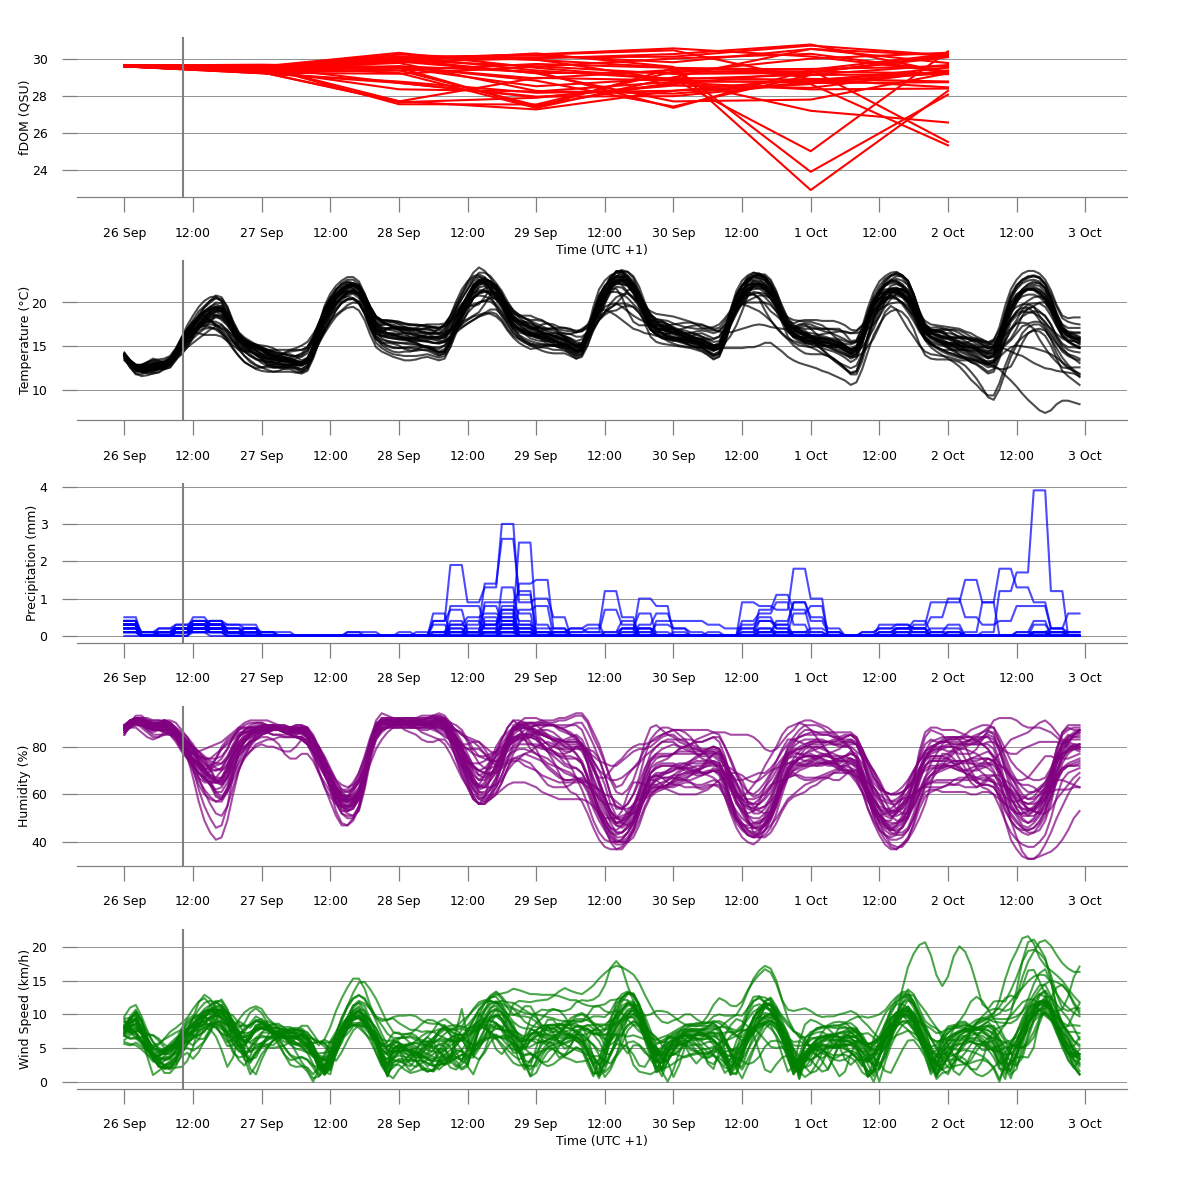 fDOM (QSU)
30
28
26
24
26 Sep 12:00 27 Sep 12:00 28 Sep 12:00 29 Sep 12:00 30 Sep 12:00 1 Oct 12:00 2 Oct 12:00 3 Oct
Time (UTC +1)
Temperature (°C)
20
15
10
26 Sep 12:00 27 Sep 12:00 28 Sep 12:00 29 Sep 12:00 30 Sep 12:00 1 Oct 12:00 2 Oct 12:00 3 Oct
Precipitation (mm)
4
3
2
1
0
26 Sep 12:00 27 Sep 12:00 28 Sep 12:00 29 Sep 12:00 30 Sep 12:00 1 Oct 12:00 2 Oct 12:00 3 Oct
Humidity (%)
80
60
40
26 Sep 12:00 27 Sep 12:00 28 Sep 12:00 29 Sep 12:00 30 Sep 12:00 1 Oct 12:00 2 Oct 12:00 3 Oct
Wind Speed (km/h)
20
15
10
5
0
26 Sep 12:00 27 Sep 12:00 28 Sep 12:00 29 Sep 12:00 30 Sep 12:00 1 Oct 12:00 2 Oct 12:00 3 Oct
Time (UTC +1)